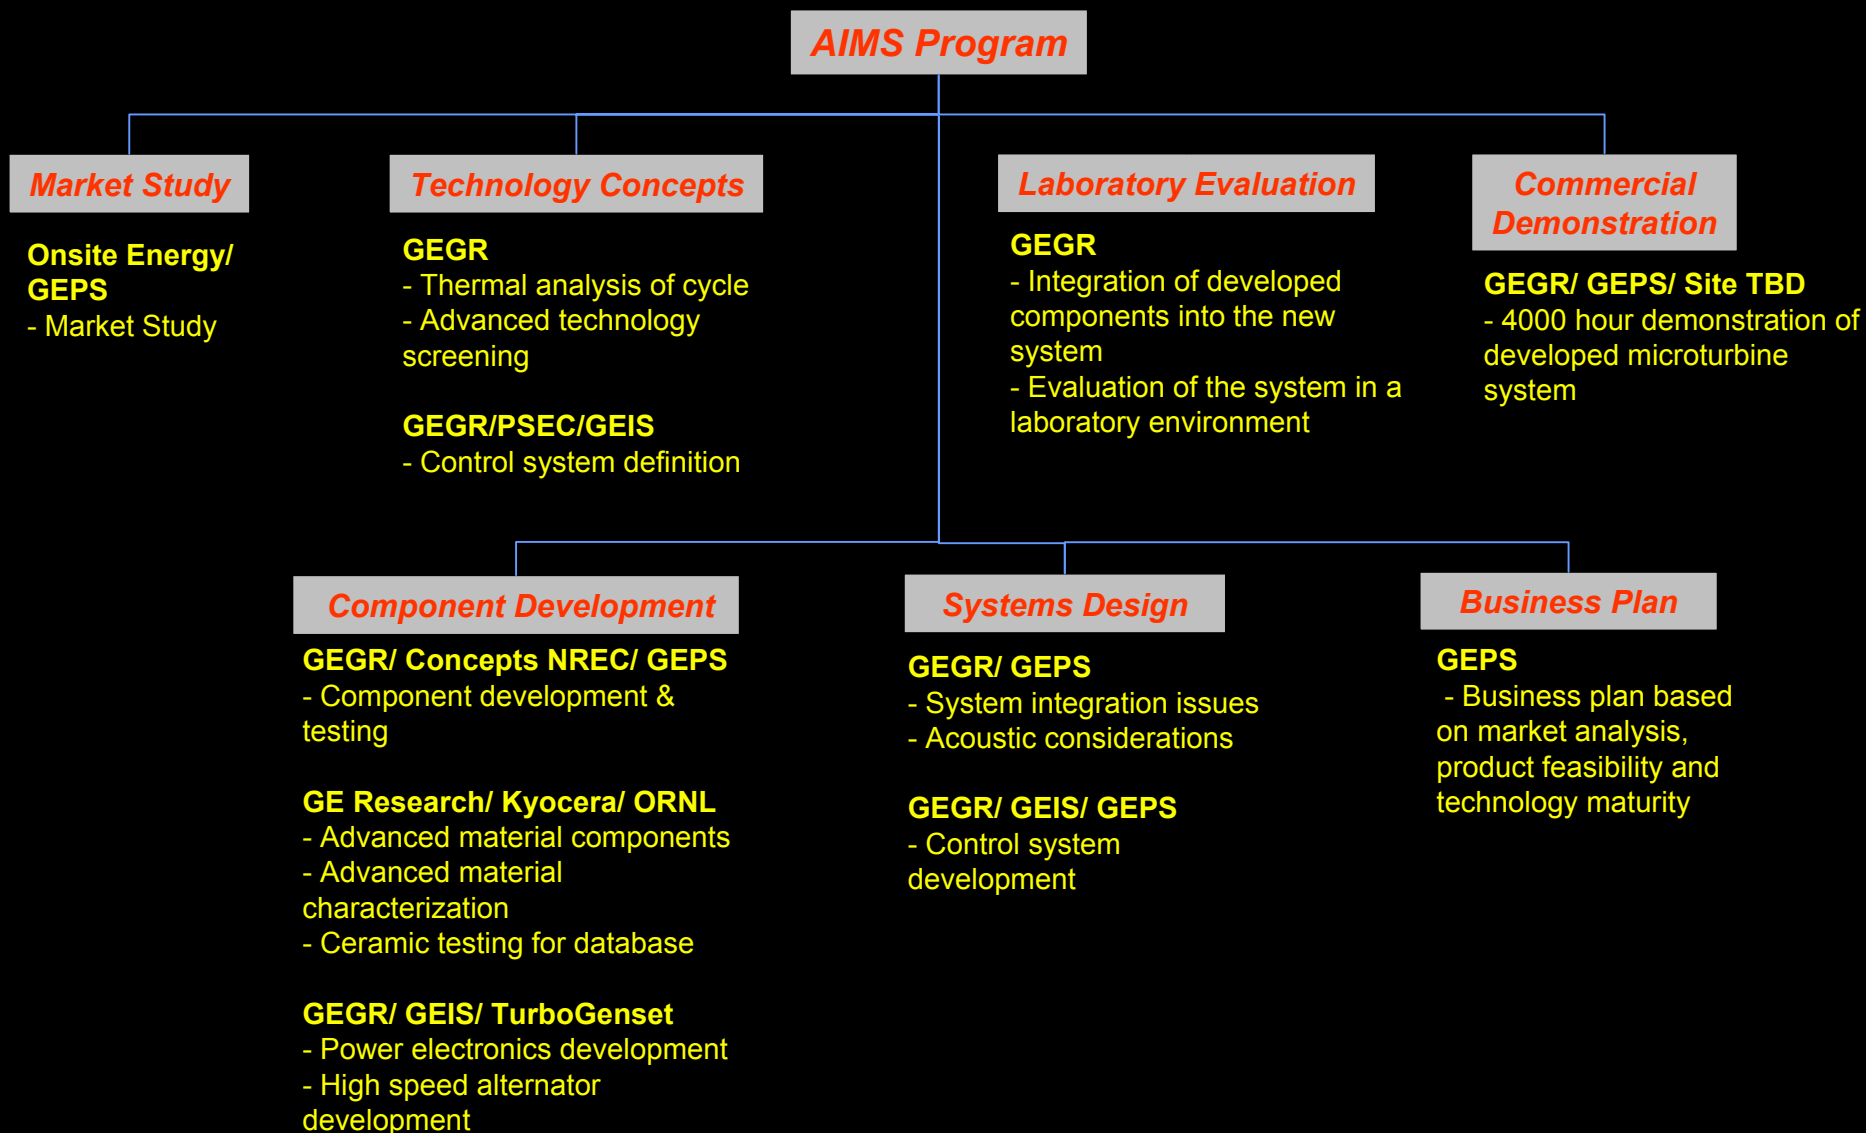 AIMS Program
Market Study
Onsite Energy/
GEPS
- Market Study
Technology Concepts
GEGR
- Thermal analysis of cycle
- Advanced technology
screening
GEGR/PSEC/GEIS
- Control system definition
Laboratory Evaluation
GEGR
- Integration of developed
components into the new
system
- Evaluation of the system in a
laboratory environment
Commercial
Demonstration
GEGR/ GEPS/ Site TBD
- 4000 hour demonstration of
developed microturbine
system
Component Development
GEGR/ Concepts NREC/ GEPS
- Component development &
testing
GE Research/ Kyocera/ ORNL
- Advanced material components
- Advanced material
characterization
- Ceramic testing for database
GEGR/ GEIS/ TurboGenset
- Power electronics development
- High speed alternator
development
Systems Design
GEGR/ GEPS
- System integration issues
- Acoustic considerations
GEGR/ GEIS/ GEPS
- Control system
development
Business Plan
GEPS
- Business plan based
on market analysis,
product feasibility and
technology maturity